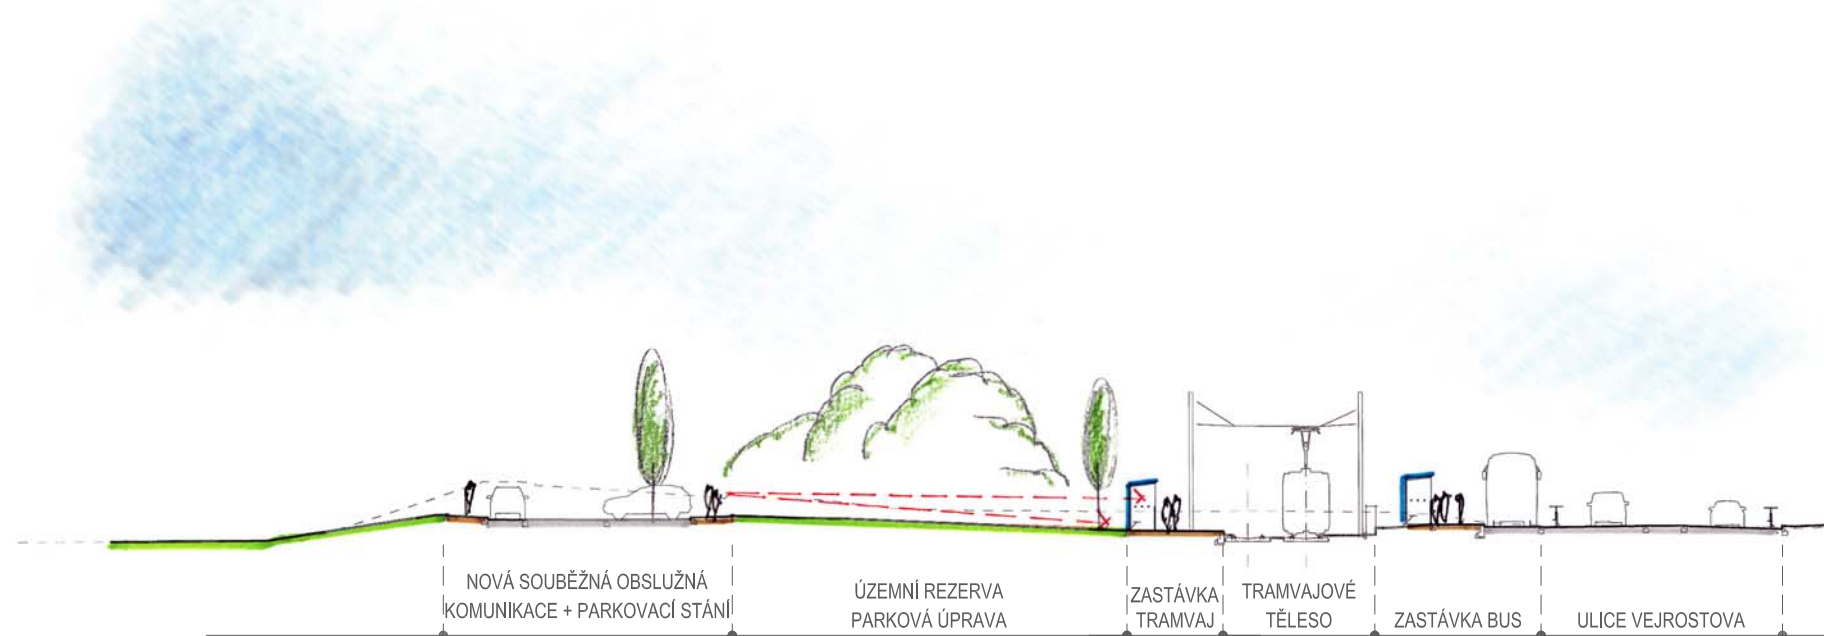 NOVÁ SOUBĚŽNÁ OBSLUŽNÁ
KOMUNIKACE + PARKOVACÍ STÁNÍ
ÚZEMNÍ REZERVA
PARKOVÁ ÚPRAVA
ZASTÁVKA
TRAMVAJ
TRAMVAJOVÉ
TĚLESO
ZASTÁVKA BUS
ULICE VEJROSTOVA